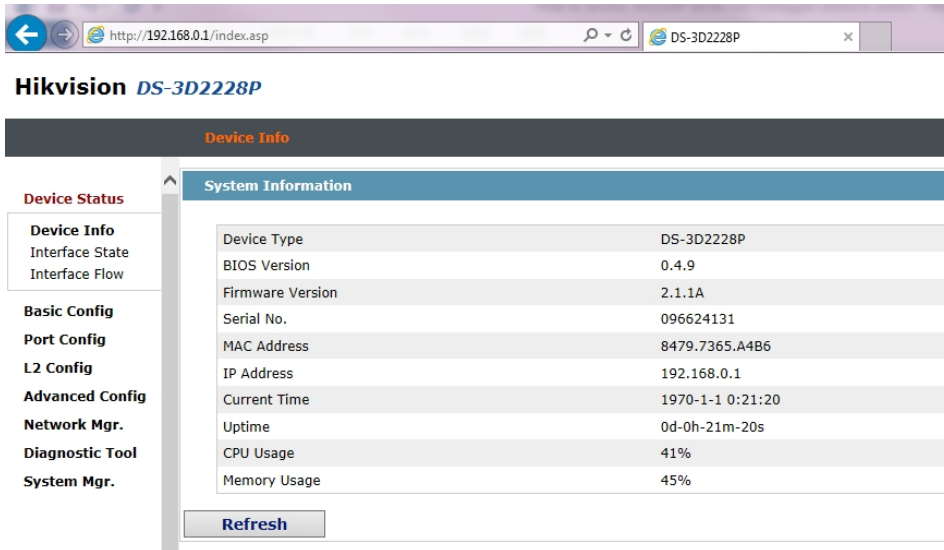 http://192.168.0.1/index.asp
DS-3D2228P
Hikvision DS-3D2228P
Device Info
Device Status
Device Info
Interface State
Interface Flow
Basic Config
Port Config
L2 Config
Advanced Config
Network Mgr.
Diagnostic Tool
System Mgr.
System Information
Device Type DS-3D2228P
BIOS Version 0.4.9
Firmware Version 2.1.1A
Serial No. 096624131
MAC Address 8479.7365.A4B6
IP Address 192.168.0.1
Current Time 1970-1-1 0:21:20
Uptime 0d-0h-21m-20s
CPU Usage 41%
Memory Usage 45%
Refresh